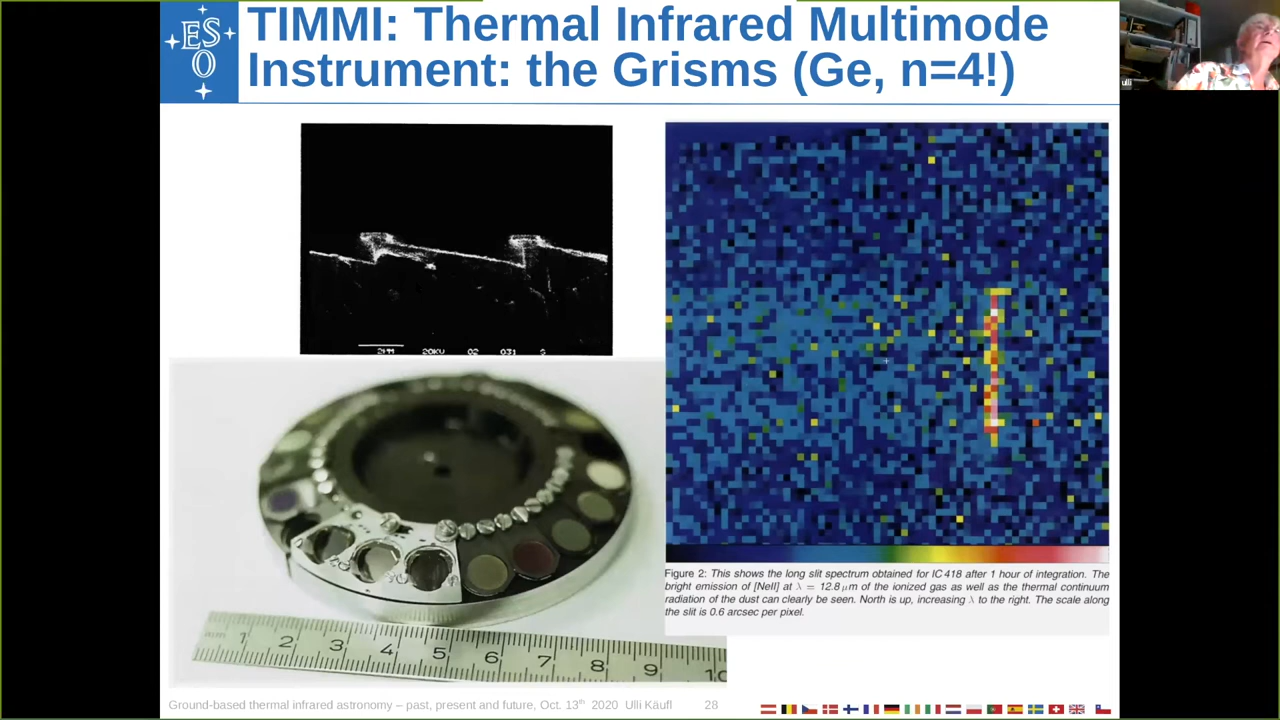 ESO
TIMMI: Thermal Infrared Multimode
Instrument: the Grisms (Ge, n=4!)
ulli
20KV 02 031 S
1 2 3 4 5 6 7 8 9 10
Figure 2: This shows the long slit spectrum obtained for IC 418 after 1 hour of integration. The
bright emission of [NeII] at λ = 12.8 μm of the ionized gas as well as the thermal continuum
radiation of the dust can clearly be seen. North is up, increasing λ to the right. The scale along
the slit is 0.6 arcsec per pixel.
Ground-based thermal infrared astronomy – past, present and future, Oct. 13th 2020 Ulli Käufl 28